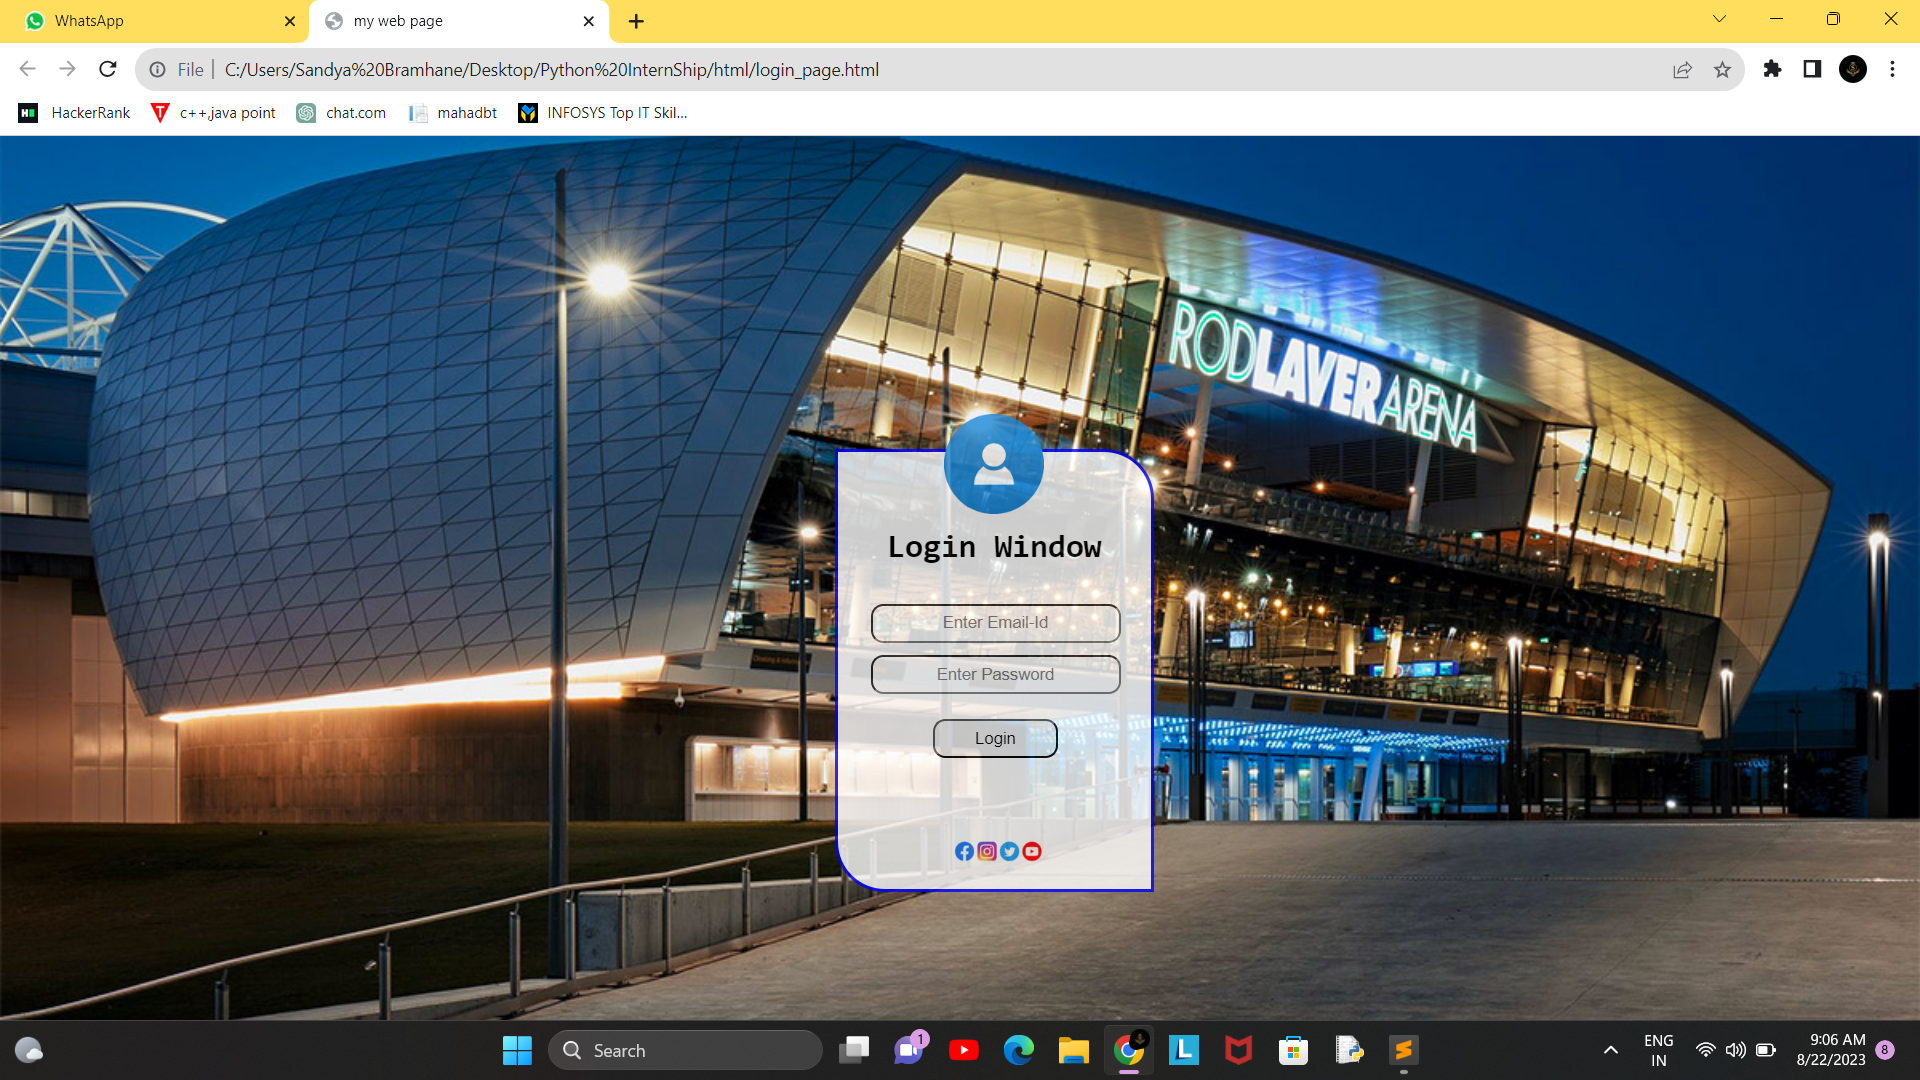 WhatsApp
my web page
File
C:/Users/Sandya%20Bramhane/Desktop/Python%20InternShip/html/login_page.html
HackerRank
c++,java point
chat.com
mahadbt
INFOSYS Top IT Skil...
RODLAVERARENA
Login Window
Enter Email-Id
Enter Password
Login
Search
1
ENG
IN
9:06 AM
8/22/2023
8